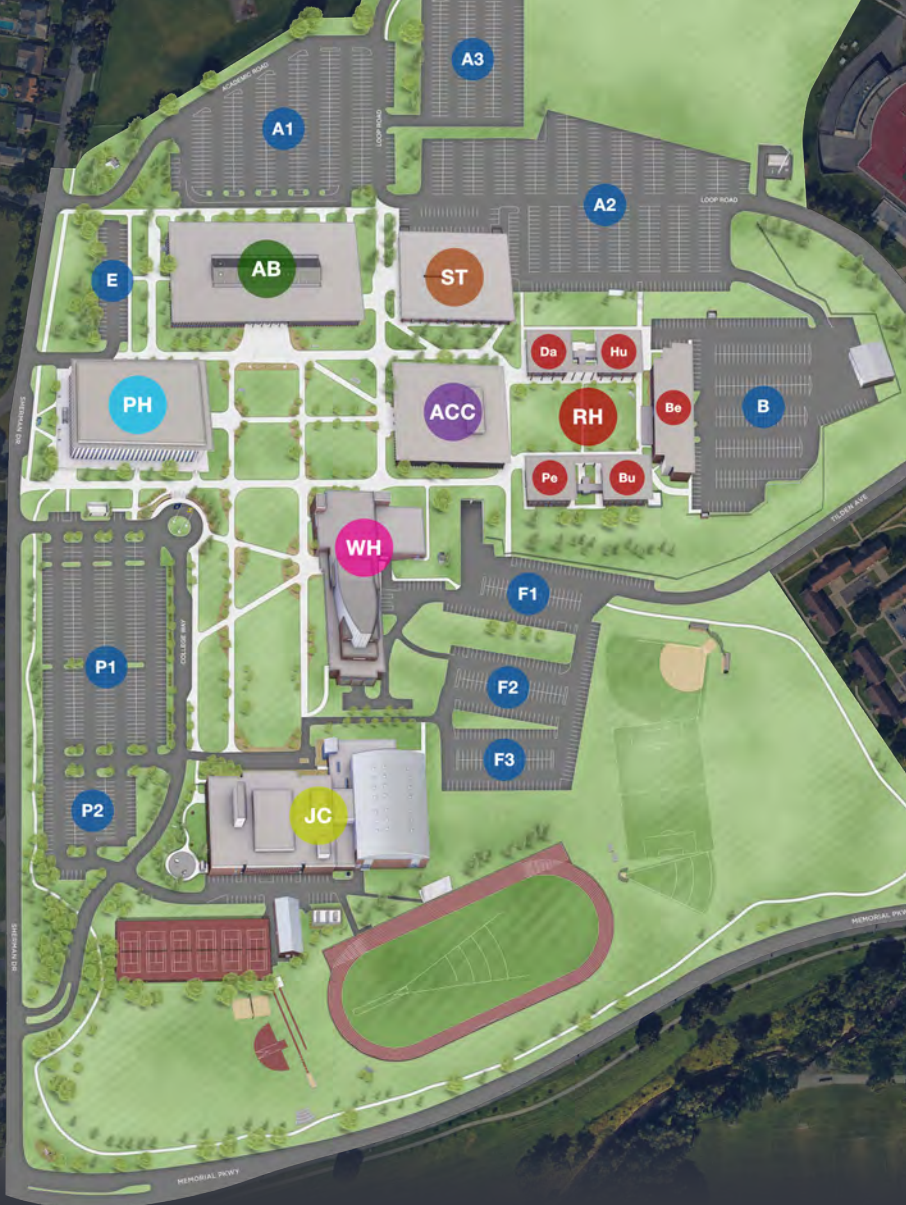 A3
ACADEMIC ROAD
A1
LOOP ROAD
A2
LOOP ROAD
AB
ST
E
Da
Hu
PH
ACC
RH
Be
B
SHERMAN DR
Pe
Bu
TILDEN AVE
WH
F1
COLLEGE WAY
P1
F2
F3
P2
JC
MEMORIAL PKWY
SHERMAN DR
MEMORIAL PKWY